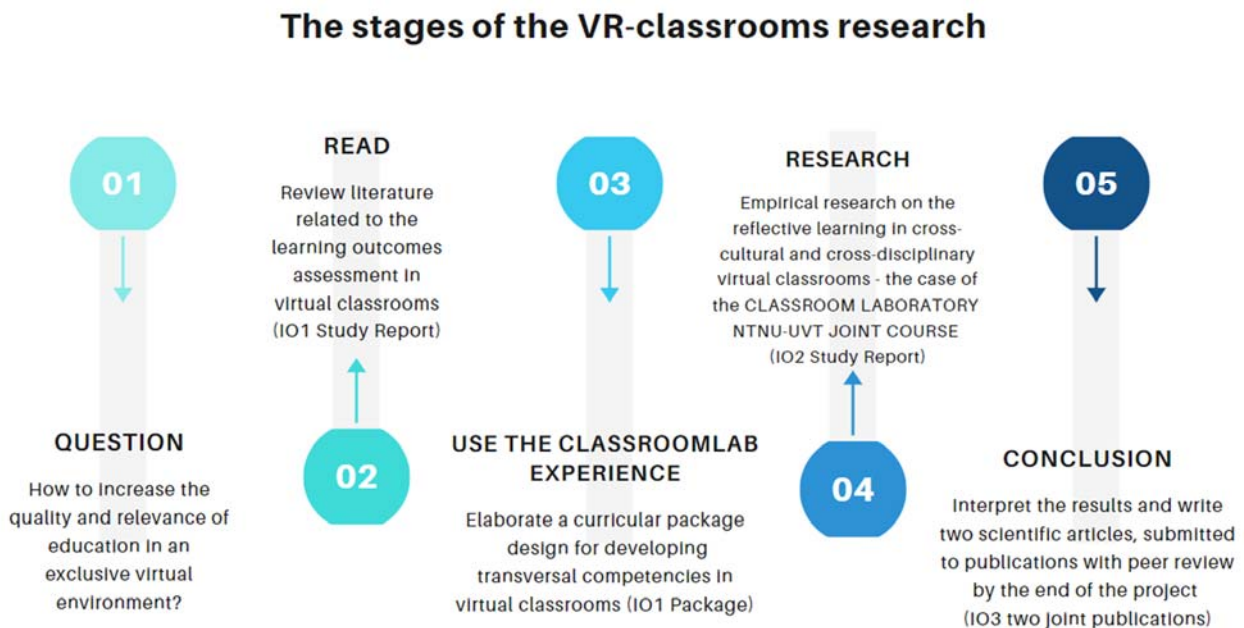 The stages of the VR-classrooms research
01
QUESTION
How to increase the
quality and relevance of
education in an
exclusive virtual
environment?
READ
Review literature
related to the
learning outcomes
assessment in
virtual classrooms
(IO1 Study Report)
02
03
USE THE CLASSROOMLAB
EXPERIENCE
Elaborate a curricular package
design for developing
transversal competencies in
virtual classrooms (IO1 Package)
RESEARCH
Empirical research on the
reflective learning in cross-
cultural and cross-disciplinary
virtual classrooms - the case of
the CLASSROOM LABORATORY
NTNU-UVT JOINT COURSE
(IO2 Study Report)
04
05
CONCLUSION
Interpret the results and write
two scientific articles, submitted
to publications with peer review
by the end of the project
(IO3 two joint publications)